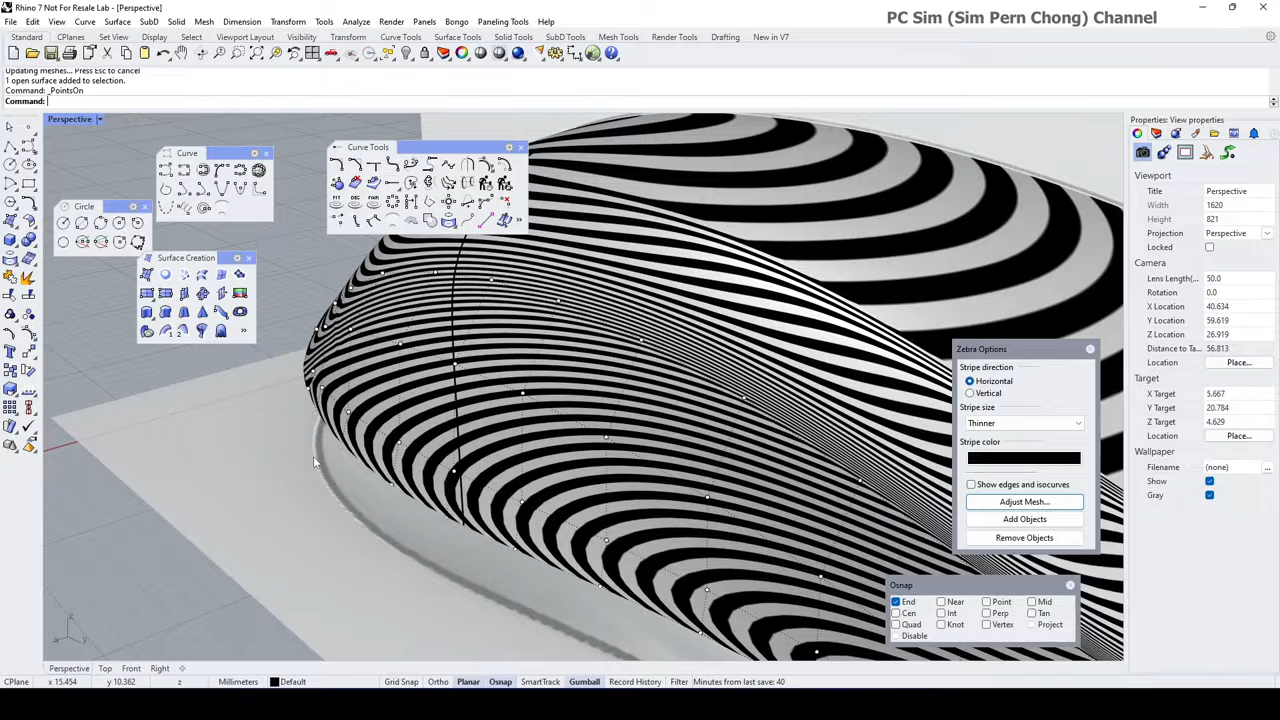 Rhino 7 Not For Resale Lab - [Perspective]
PC Sim (Sim Pern Chong) Channel
File Edit View Curve Surface SubD Solid Mesh Dimension Transform Tools Analyze Render Panels Bongo Paneling Tools Help
Standard CPlanes Set View Display Select Viewport Layout Visibility Transform Curve Tools Surface Tools Solid Tools SubD Tools Mesh Tools Render Tools Drafting New in V7
Updating meshes... Press Esc to cancel
1 open surface added to selection.
Command: _PointsOn
Command:
Perspective
Curve
Curve Tools
Circle
Surface Creation
FIT DEG FAIR
Zebra Options
Stripe direction
Horizontal
Vertical
Stripe size
Thinner
Stripe color
Show edges and isocurves
Adjust Mesh...
Add Objects
Remove Objects
Osnap
End Near Point Mid
Cen Int Perp Tan
Quad Knot Vertex Project
Disable
Properties: View properties
Viewport
Title Perspective
Width 1620
Height 821
Projection Perspective
Locked
Camera
Lens Length(... 50.0
Rotation 0.0
X Location 40.634
Y Location 59.619
Z Location 26.919
Distance to Ta... 56.813
Location Place...
Target
X Target 5.667
Y Target 20.784
Z Target 4.629
Location Place...
Wallpaper
Filename (none) ...
Show
Gray
z
x y
Perspective Top Front Right
CPlane x 15.454 y 10.362 z Millimeters Default Grid Snap Ortho Planar Osnap SmartTrack Gumball Record History Filter Minutes from last save: 40